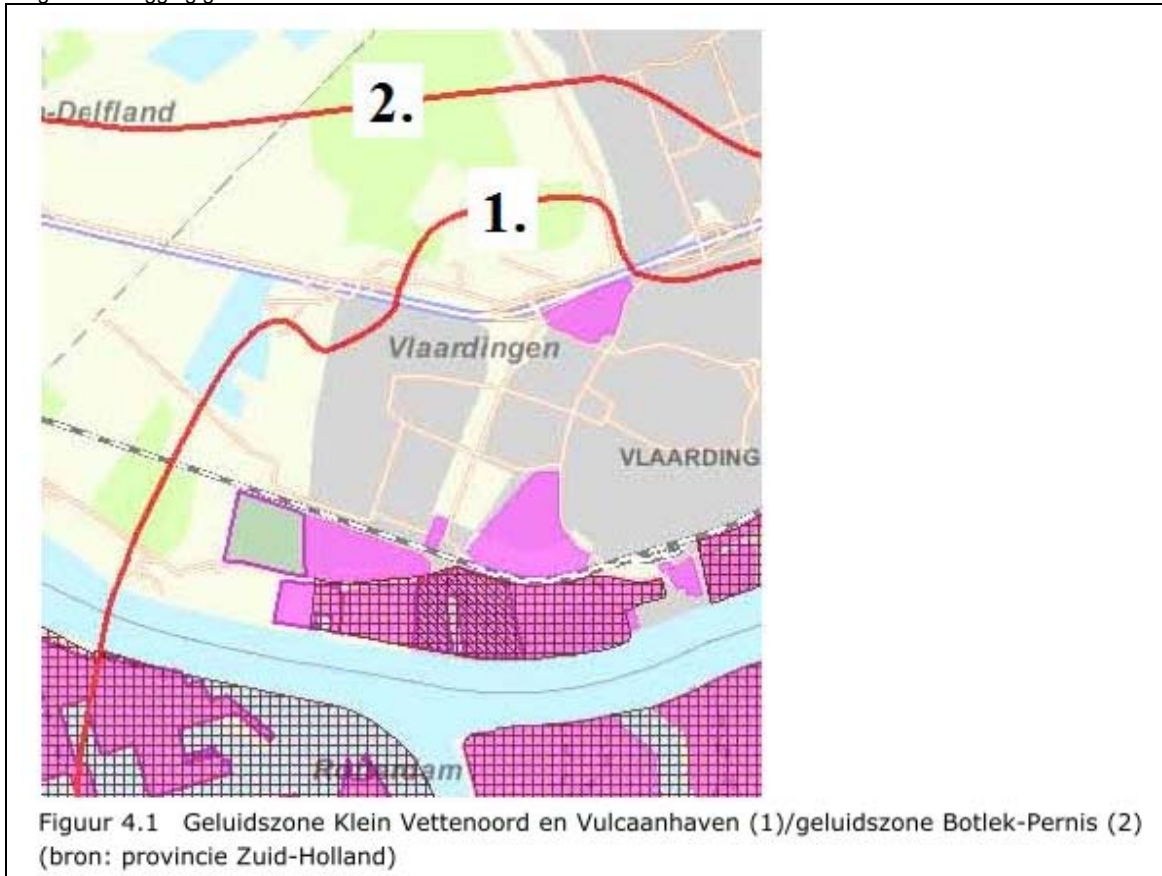 -Delfland
2.
1.
Vlaardingen
VLAARDING
Rotterdam
Figuur 4.1 Geluidszone Klein Vettenoord en Vulcaanhaven (1)/geluidszone Botlek-Pernis (2)
(bron: provincie Zuid-Holland)